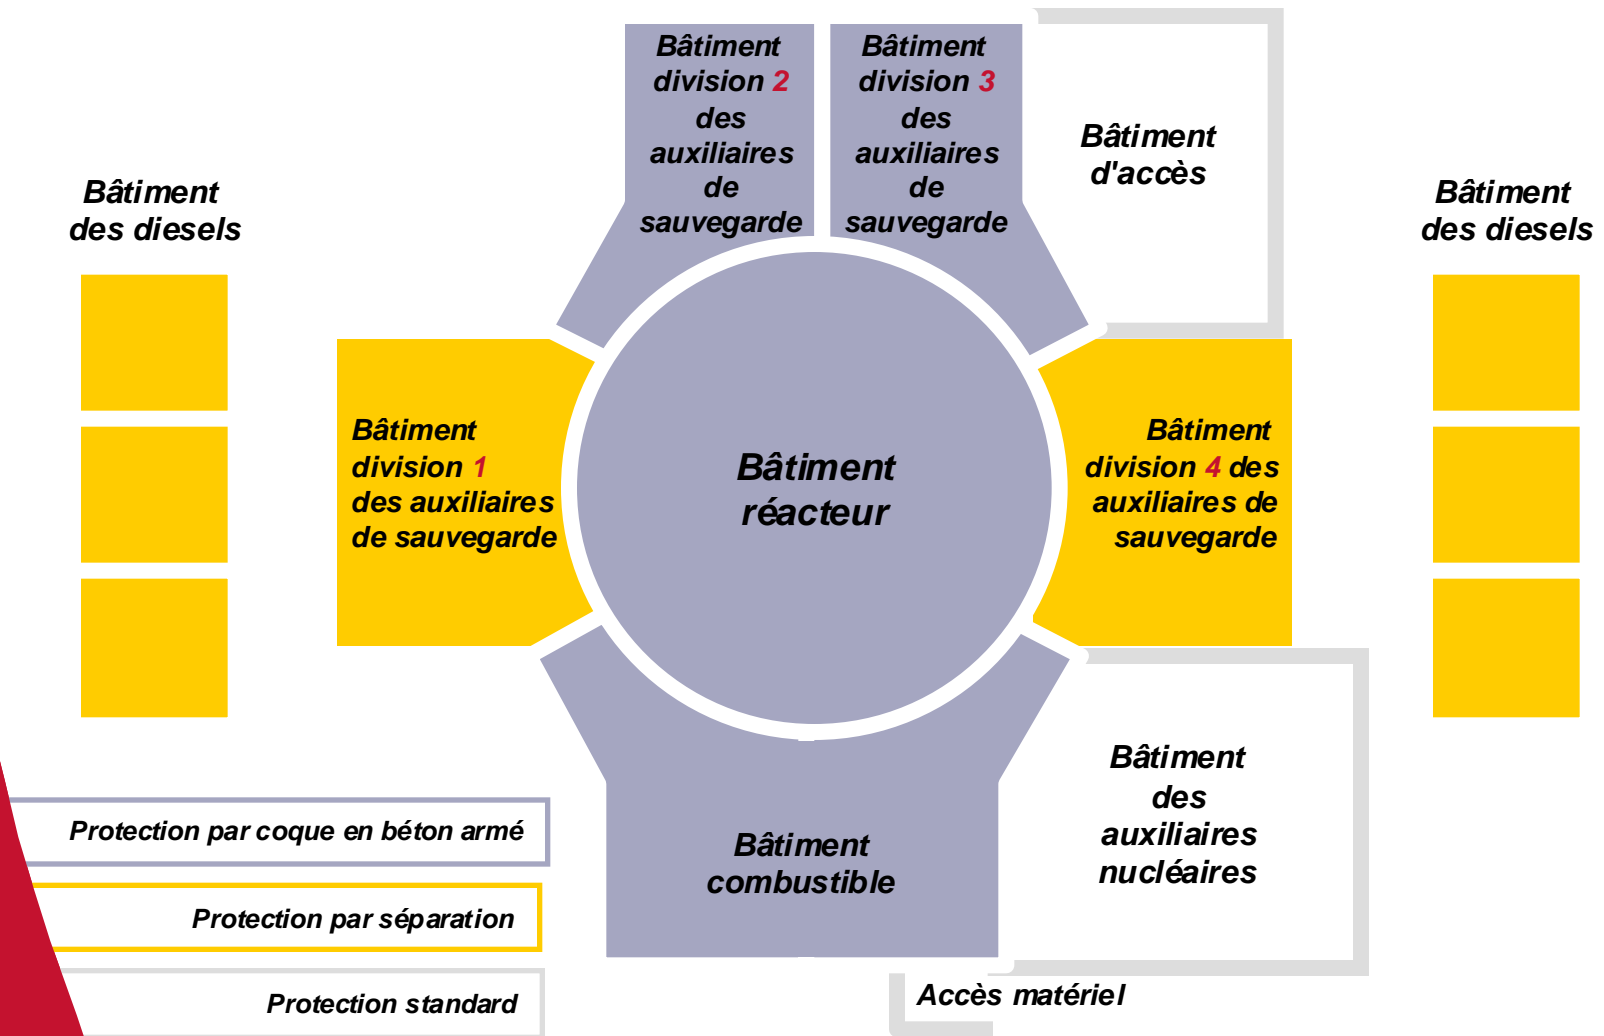 Bâtiment
division 2
des
auxiliaires
de
sauvegarde
Bâtiment
division 3
des
auxiliaires
de
sauvegarde
Bâtiment
d'accès
Bâtiment
des diesels
Bâtiment
des diesels
Bâtiment
division 1
des auxiliaires
de sauvegarde
Bâtiment
réacteur
Bâtiment
division 4 des
auxiliaires de
sauvegarde
Bâtiment
des
auxiliaires
nucléaires
Bâtiment
combustible
Protection par coque en béton armé
Protection par séparation
Protection standard
Accès matériel